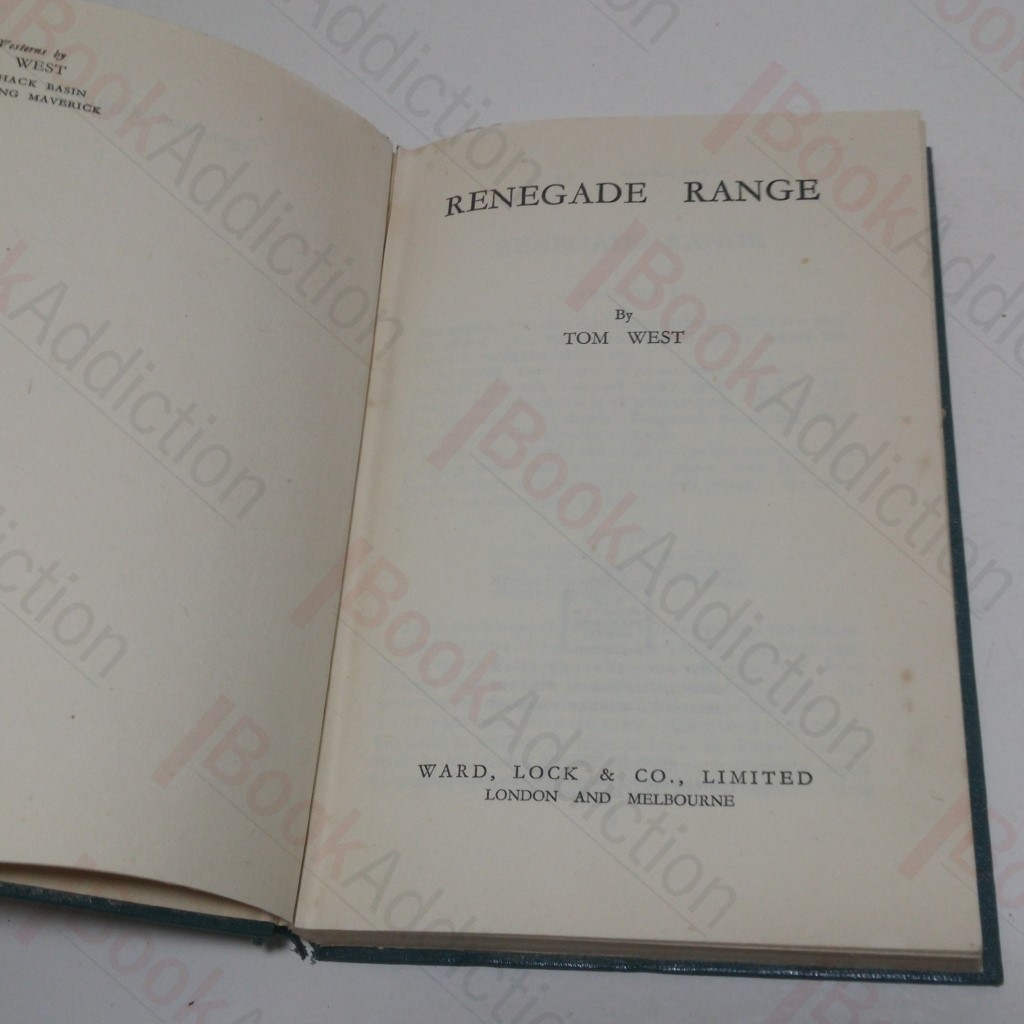 Westerns by
WEST
HACK BASIN
NG MAVERICK
RENEGADE RANGE
By
TOM WEST
WARD, LOCK & CO., LIMITED
LONDON AND MELBOURNE
BookAddiction